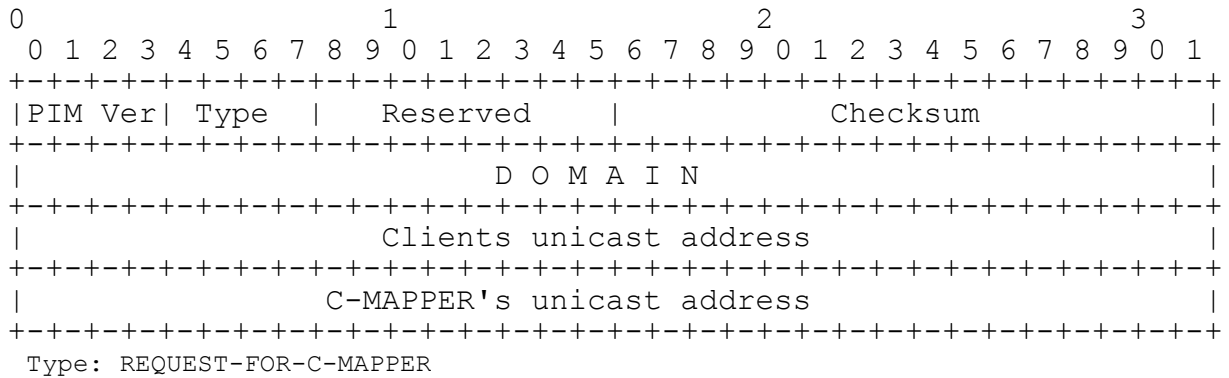 0                   1                   2                   3
 0 1 2 3 4 5 6 7 8 9 0 1 2 3 4 5 6 7 8 9 0 1 2 3 4 5 6 7 8 9 0 1
+-+-+-+-+-+-+-+-+-+-+-+-+-+-+-+-+-+-+-+-+-+-+-+-+-+-+-+-+-+-+-+-+
|PIM Ver| Type  |   Reserved    |           Checksum            |
+-+-+-+-+-+-+-+-+-+-+-+-+-+-+-+-+-+-+-+-+-+-+-+-+-+-+-+-+-+-+-+-+
|                         D O M A I N                           |
+-+-+-+-+-+-+-+-+-+-+-+-+-+-+-+-+-+-+-+-+-+-+-+-+-+-+-+-+-+-+-+-+
|                   Clients unicast address                     |
+-+-+-+-+-+-+-+-+-+-+-+-+-+-+-+-+-+-+-+-+-+-+-+-+-+-+-+-+-+-+-+-+
|                C-MAPPER's unicast address                     |
+-+-+-+-+-+-+-+-+-+-+-+-+-+-+-+-+-+-+-+-+-+-+-+-+-+-+-+-+-+-+-+-+
Type: REQUEST-FOR-C-MAPPER